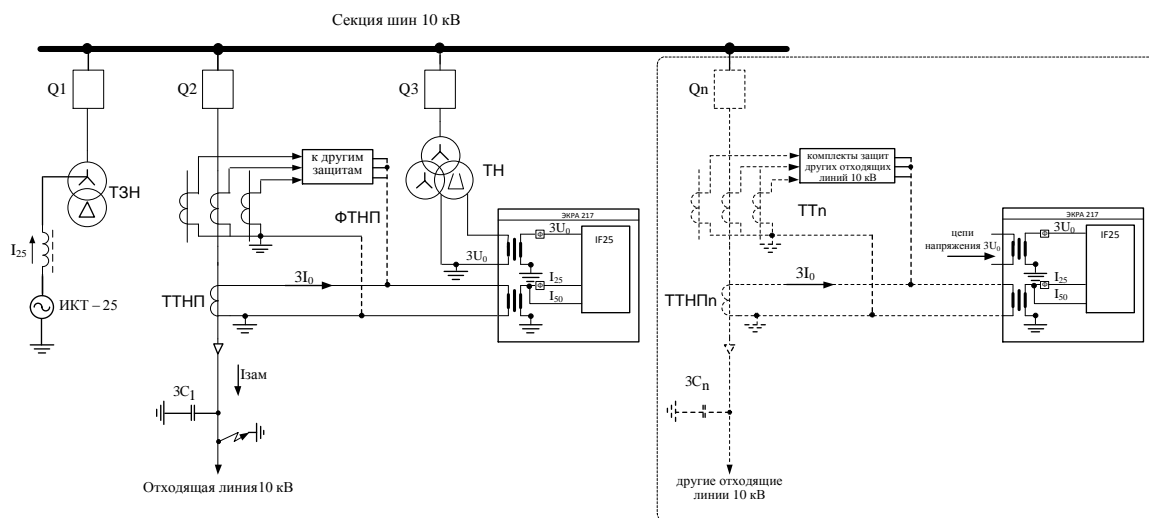 Секция шин 10 кВ
Q1
Q2
Q3
Qn
ТЗН
I25
ИКТ – 25
к другим
защитам
ФТНП
ТН
ТТНП
3I0
3U0
ЭКРА 217
3U0
IF25
I25
I50
Iзам
3C1
Отходящая линия10 кВ
комплекты защит
других отходящих
линий 10 кВ
ТТn
ТТНПn
3I0
цепи
напряжения 3U0
ЭКРА 217
3U0
IF25
I25
I50
3Cn
другие отходящие
линии 10 кВ